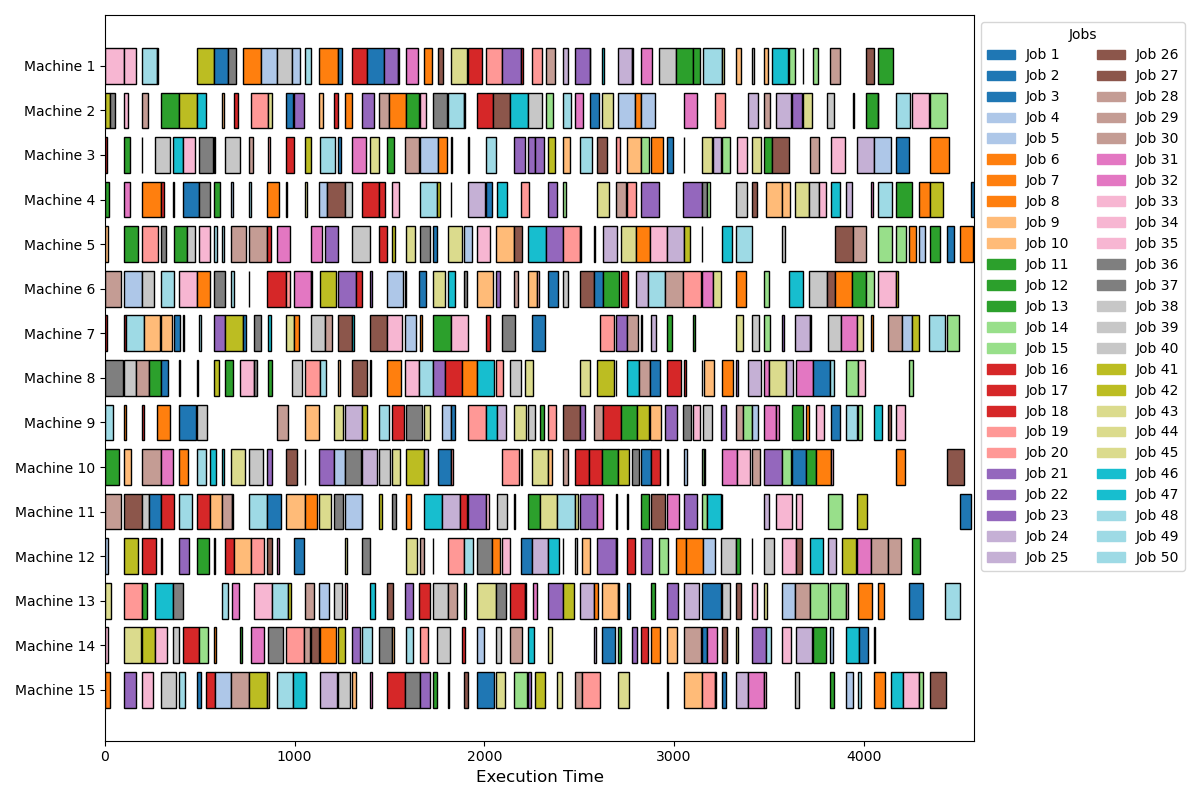 Machine 1
Machine 2
Machine 3
Machine 4
Machine 5
Machine 6
Machine 7
Machine 8
Machine 9
Machine 10
Machine 11
Machine 12
Machine 13
Machine 14
Machine 15
0 1000 2000 3000 4000
Execution Time
Jobs
Job 1 Job 26
Job 2 Job 27
Job 3 Job 28
Job 4 Job 29
Job 5 Job 30
Job 6 Job 31
Job 7 Job 32
Job 8 Job 33
Job 9 Job 34
Job 10 Job 35
Job 11 Job 36
Job 12 Job 37
Job 13 Job 38
Job 14 Job 39
Job 15 Job 40
Job 16 Job 41
Job 17 Job 42
Job 18 Job 43
Job 19 Job 44
Job 20 Job 45
Job 21 Job 46
Job 22 Job 47
Job 23 Job 48
Job 24 Job 49
Job 25 Job 50